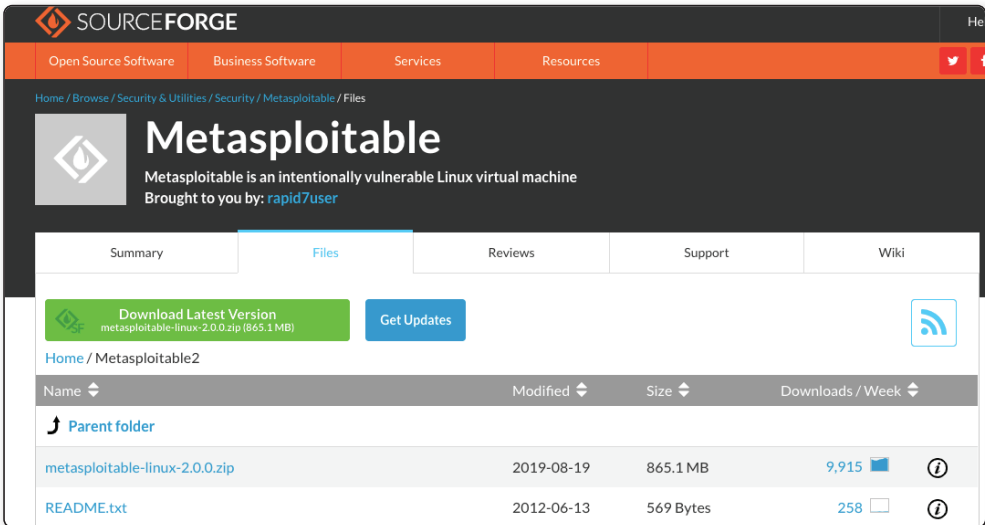 SOURCEFORGE
Open Source Software Business Software Services Resources
Home / Browse / Security & Utilities / Security / Metasploitable / Files
Metasploitable
Metasploitable is an intentionally vulnerable Linux virtual machine
Brought to you by: rapid7user
Summary Files Reviews Support Wiki
Download Latest Version
metasploitable-linux-2.0.0.zip (865.1 MB)
Get Updates
SF
Home / Metasploitable2
Name Modified Size Downloads / Week
Parent folder
metasploitable-linux-2.0.0.zip 2019-08-19 865.1 MB 9,915
README.txt 2012-06-13 569 Bytes 258